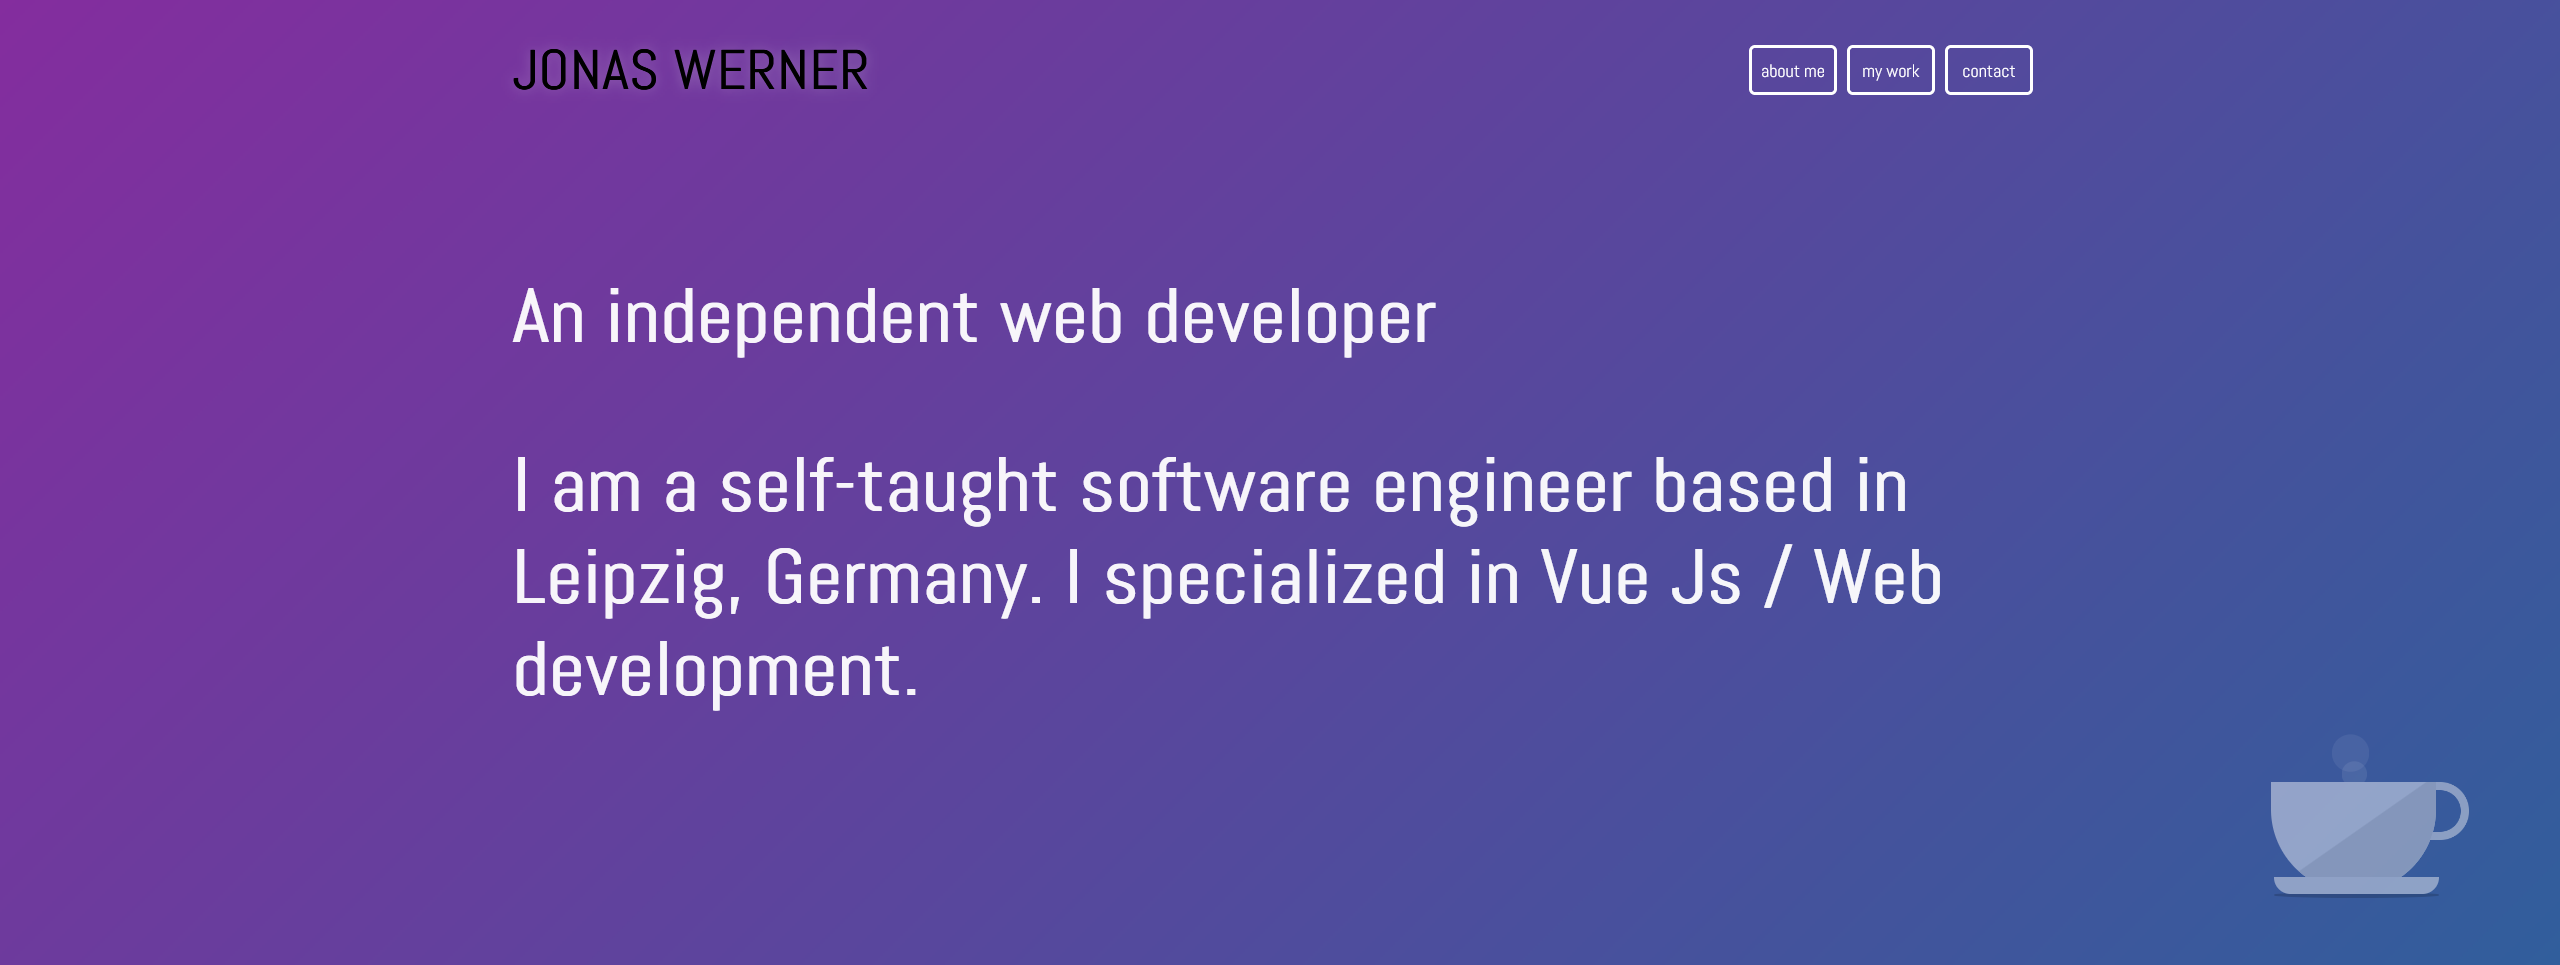 JONAS WERNER
about me
my work
contact
An independent web developer
I am a self-taught software engineer based in
Leipzig, Germany. I specialized in Vue Js / Web
development.